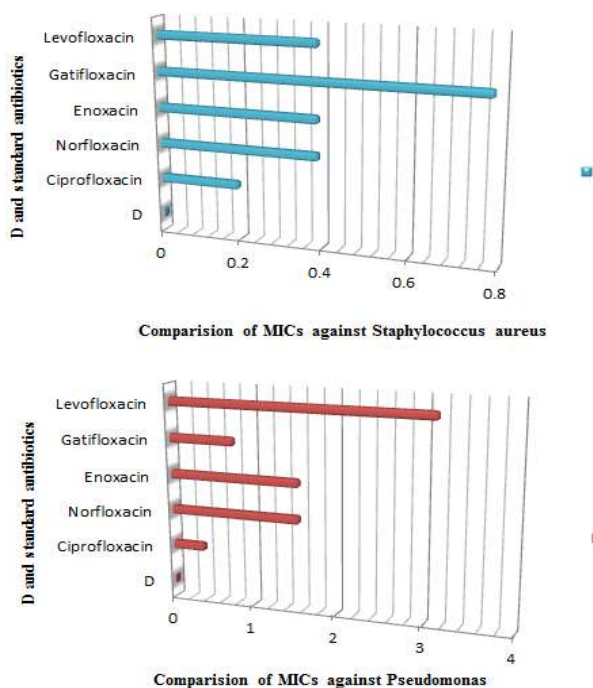 D and standard antibiotics
Levofloxacin
Gatifloxacin
Enoxacin
Norfloxacin
Ciprofloxacin
D
0 0.2 0.4 0.6 0.8
Comparision of MICs against Staphylococcus aureus
D and standard antibiotics
Levofloxacin
Gatifloxacin
Enoxacin
Norfloxacin
Ciprofloxacin
D
0 1 2 3 4
Comparision of MICs against Pseudomonas